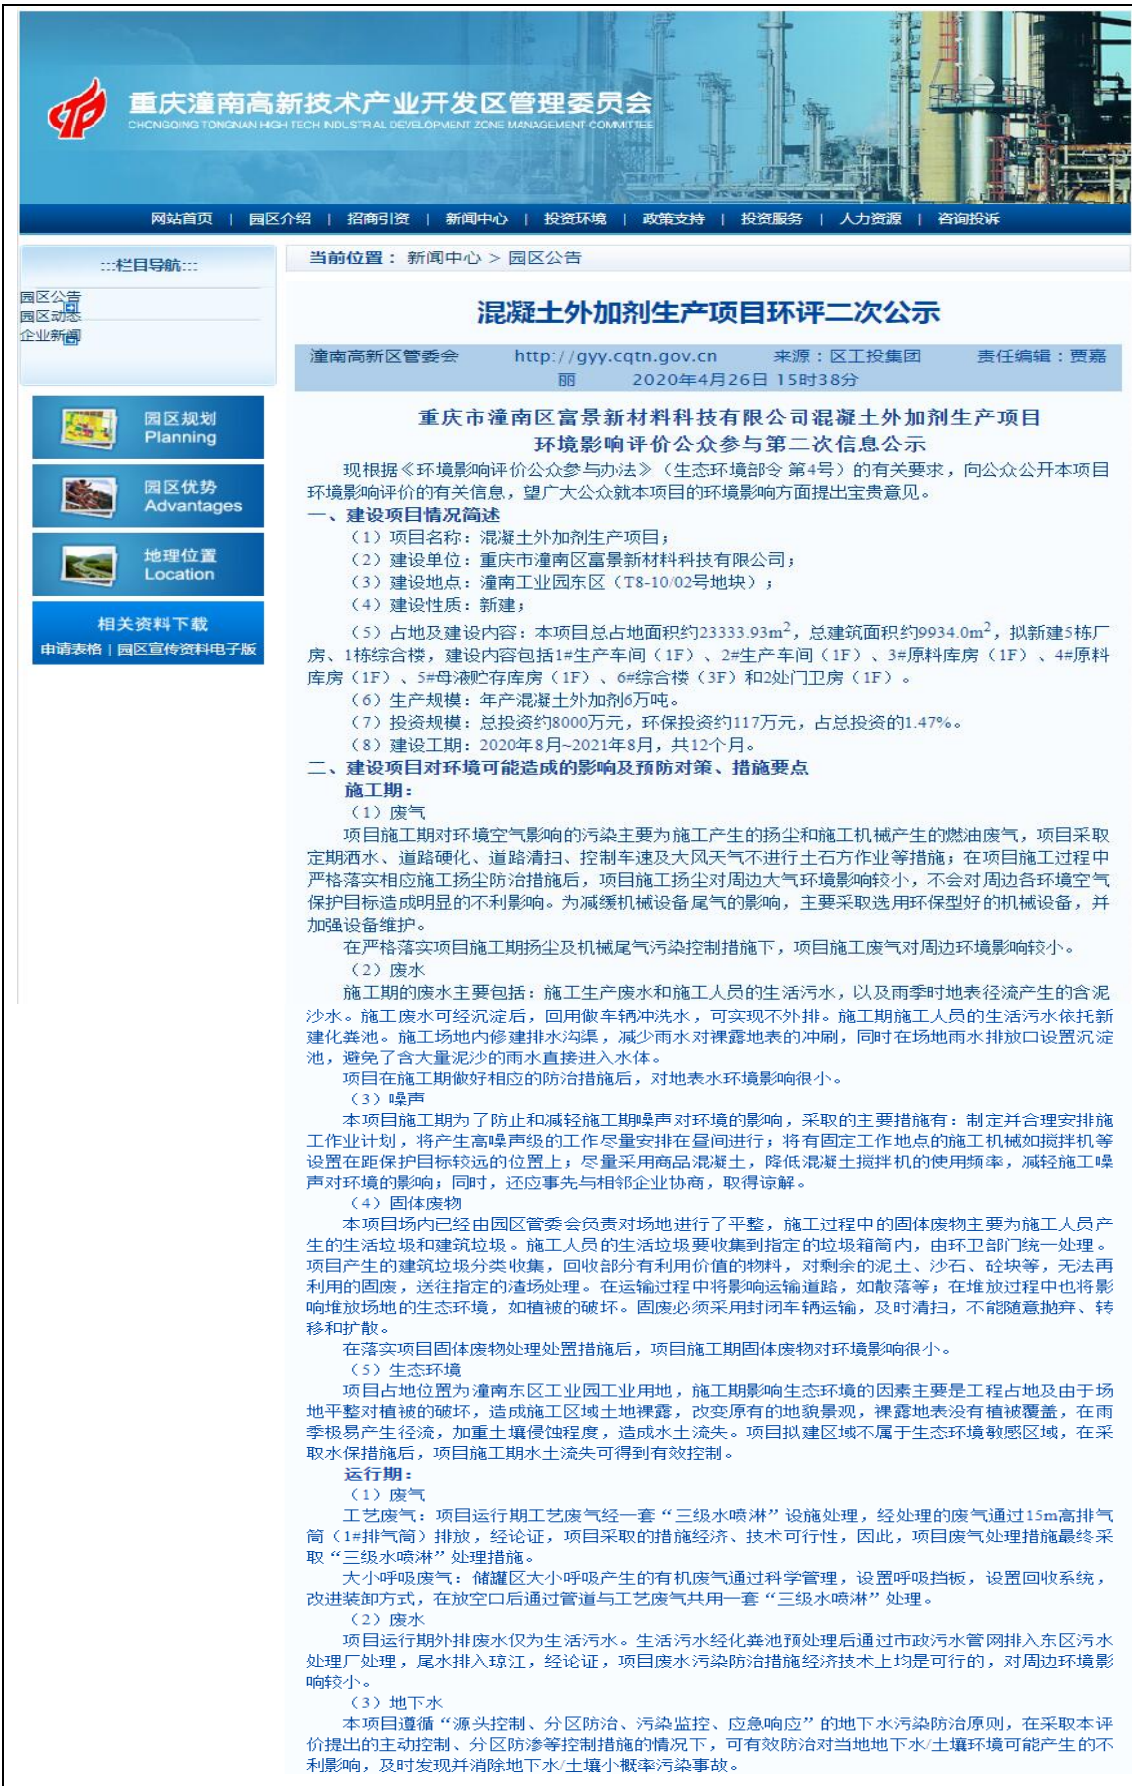 重庆潼南高新技术产业开发区管理委员会
CHCNGQING TONGNAN HIGH TECH INDUSTRIAL DEVELOPMENT ZONE MANAGEMENT COMMITTEE
网站首页 | 园区介绍 | 招商引资 | 新闻中心 | 投资环境 | 政策支持 | 投资服务 | 人力资源 | 咨询投诉
:::栏目导航:::
园区公告
园区动态
企业新闻
园区规划
Planning
园区优势
Advantages
地理位置
Location
相关资料下载
申请表格 | 园区宣传资料电子版
当前位置： 新闻中心 > 园区公告
混凝土外加剂生产项目环评二次公示
潼南高新区管委会 http://gyy.cqtn.gov.cn 来源：区工投集团 责任编辑：贾嘉
丽 2020年4月26日 15时38分
重庆市潼南区富景新材料科技有限公司混凝土外加剂生产项目
环境影响评价公众参与第二次信息公示
现根据《环境影响评价公众参与办法》（生态环境部令 第4号）的有关要求，向公众公开本项目
环境影响评价的有关信息，望广大公众就本项目的环境影响方面提出宝贵意见。
一、建设项目情况简述
（1）项目名称：混凝土外加剂生产项目；
（2）建设单位：重庆市潼南区富景新材料科技有限公司；
（3）建设地点：潼南工业园东区（T8-10/02号地块）；
（4）建设性质：新建；
（5）占地及建设内容：本项目总占地面积约23333.93m²，总建筑面积约9934.0m²，拟新建5栋厂
房、1栋综合楼，建设内容包括1#生产车间（1F）、2#生产车间（1F）、3#原料库房（1F）、4#原料
库房（1F）、5#母液贮存库房（1F）、6#综合楼（3F）和2处门卫房（1F）。
（6）生产规模：年产混凝土外加剂6万吨。
（7）投资规模：总投资约8000万元，环保投资约117万元，占总投资的1.47%。
（8）建设工期：2020年8月~2021年8月，共12个月。
二、建设项目对环境可能造成的影响及预防对策、措施要点
施工期：
（1）废气
项目施工期对环境空气影响的污染主要为施工产生的扬尘和施工机械产生的燃油废气，项目采取
定期洒水、道路硬化、道路清扫、控制车速及大风天气不进行土石方作业等措施；在项目施工过程中
严格落实相应施工扬尘防治措施后，项目施工扬尘对周边大气环境影响较小，不会对周边各环境空气
保护目标造成明显的不利影响。为减缓机械设备尾气的影响，主要采取选用环保型好的机械设备，并
加强设备维护。
在严格落实项目施工期扬尘及机械尾气污染控制措施下，项目施工废气对周边环境影响较小。
（2）废水
施工期的废水主要包括：施工生产废水和施工人员的生活污水，以及雨季时地表径流产生的含泥
沙水。施工废水可经沉淀后，回用做车辆冲洗水，可实现不外排。施工期施工人员的生活污水依托新
建化粪池。施工场地内修建排水沟渠，减少雨水对裸露地表的冲刷，同时在场地雨水排放口设置沉淀
池，避免了含大量泥沙的雨水直接进入水体。
项目在施工期做好相应的防治措施后，对地表水环境影响很小。
（3）噪声
本项目施工期为了防止和减轻施工期噪声对环境的影响，采取的主要措施有：制定并合理安排施
工作业计划，将产生高噪声级的工作尽量安排在昼间进行；将有固定工作地点的施工机械如搅拌机等
设置在距保护目标较远的位置上；尽量采用商品混凝土，降低混凝土搅拌机的使用频率，减轻施工噪
声对环境的影响；同时，还应事先与相邻企业协商，取得谅解。
（4）固体废物
本项目场内已经由园区管委会负责对场地进行了平整，施工过程中的固体废物主要为施工人员产
生的生活垃圾和建筑垃圾。施工人员的生活垃圾要收集到指定的垃圾箱筒内，由环卫部门统一处理。
项目产生的建筑垃圾分类收集，回收部分有利用价值的物料，对剩余的泥土、沙石、砼块等，无法再
利用的固废，送往指定的渣场处理。在运输过程中将影响运输道路，如散落等；在堆放过程中也将影
响堆放场地的生态环境，如植被的破坏。固废必须采用封闭车辆运输，及时清扫，不能随意抛弃、转
移和扩散。
在落实项目固体废物处理处置措施后，项目施工期固体废物对环境影响很小。
（5）生态环境
项目占地位置为潼南东区工业园工业用地，施工期影响生态环境的因素主要是工程占地及由于场
地平整对植被的破坏，造成施工区域土地裸露，改变原有的地貌景观，裸露地表没有植被覆盖，在雨
季极易产生径流，加重土壤侵蚀程度，造成水土流失。项目拟建区域不属于生态环境敏感区域，在采
取水保措施后，项目施工期水土流失可得到有效控制。
运行期：
（1）废气
工艺废气：项目运行期工艺废气经一套“三级水喷淋”设施处理，经处理的废气通过15m高排气
筒（1#排气筒）排放，经论证，项目采取的措施经济、技术可行性，因此，项目废气处理措施最终采
取“三级水喷淋”处理措施。
大小呼吸废气：储罐区大小呼吸产生的有机废气通过科学管理，设置呼吸挡板，设置回收系统，
改进装卸方式，在放空口后通过管道与工艺废气共用一套“三级水喷淋”处理。
（2）废水
项目运行期外排废水仅为生活污水。生活污水经化粪池预处理后通过市政污水管网排入东区污水
处理厂处理，尾水排入琼江，经论证，项目废水污染防治措施经济技术上均是可行的，对周边环境影
响较小。
（3）地下水
本项目遵循“源头控制、分区防治、污染监控、应急响应”的地下水污染防治原则，在采取本评
价提出的主动控制、分区防渗等控制措施的情况下，可有效防治对当地地下水/土壤环境可能产生的不
利影响，及时发现并消除地下水/土壤小概率污染事故。